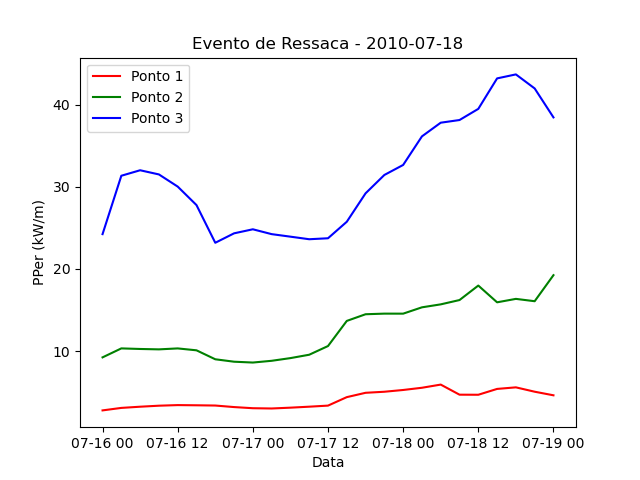 Evento de Ressaca - 2010-07-18
Ponto 1
Ponto 2
Ponto 3
PPer (kW/m)
40
30
20
10
07-16 00 07-16 12 07-17 00 07-17 12 07-18 00 07-18 12 07-19 00
Data